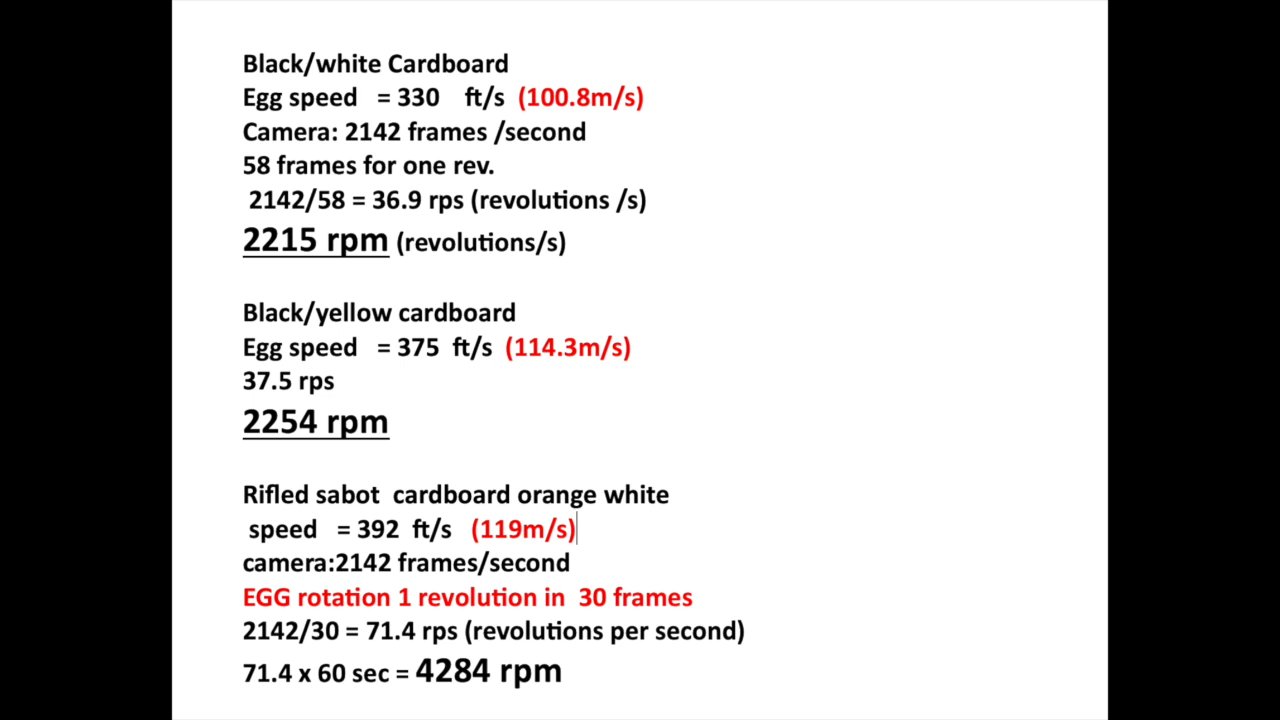 Black/white Cardboard
Egg speed = 330 ft/s (100.8m/s)
Camera: 2142 frames /second
58 frames for one rev.
2142/58 = 36.9 rps (revolutions /s)
2215 rpm (revolutions/s)
Black/yellow cardboard
Egg speed = 375 ft/s (114.3m/s)
37.5 rps
2254 rpm
Rifled sabot cardboard orange white
speed = 392 ft/s (119m/s)
camera:2142 frames/second
EGG rotation 1 revolution in 30 frames
2142/30 = 71.4 rps (revolutions per second)
71.4 x 60 sec = 4284 rpm